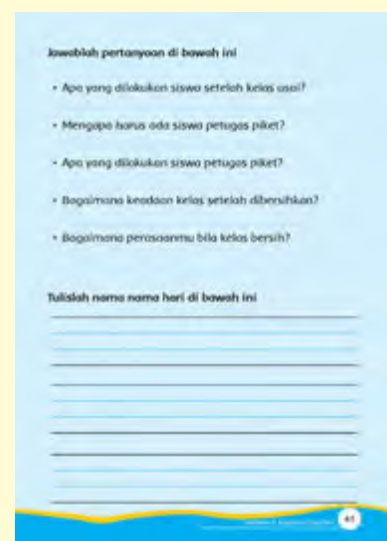 Jawablah pertanyaan di bawah ini
• Apa yang dilakukan siswa setelah kelas usai?
• Mengapa harus ada siswa petugas piket?
• Apa yang dilakukan siswa petugas piket?
• Bagaimana keadaan kelas setelah dibersihkan?
• Bagaimana perasaanmu bila kelas bersih?
Tulislah nama nama hari di bawah ini